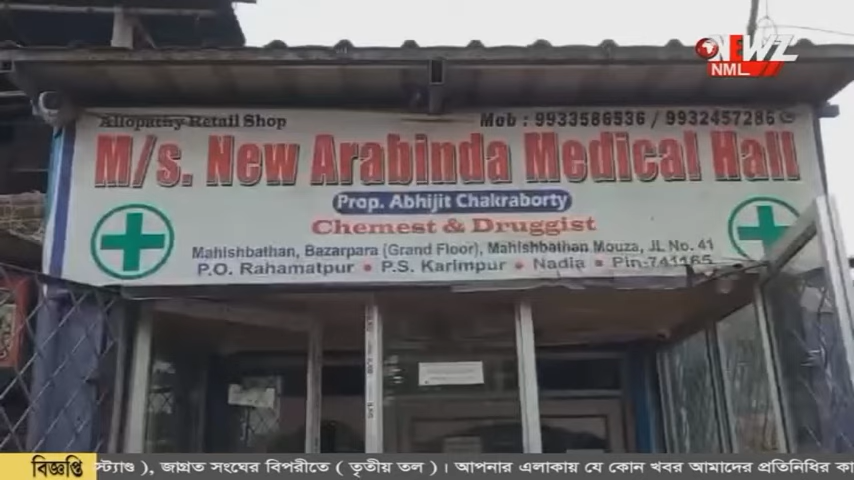 NEWZ
NML
Allopathy Retail Shop
Mob : 9933586536 / 9932457286
M/s. New Arabinda Medical Hall
Prop. Abhijit Chakraborty
Chemest & Druggist
Mahishbathan, Bazarpara (Grand Floor), Mahishbathan Mouza, JL No. 41
P.O. Rahamatpur • P.S. Karimpur • Nadia • Pin-741165
বিজ্ঞপ্তি
স্ট্যাণ্ড ), জাগ্রত সংঘের বিপরীতে ( তৃতীয় তল ) । আপনার এলাকায় যে কোন খবর আমাদের প্রতিনিধির কা